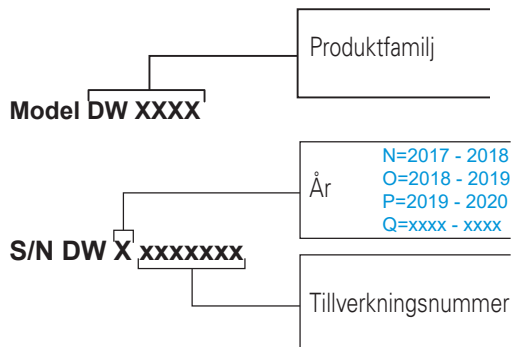 Produktfamilj
Model DW XXXX
År
N=2017 - 2018
O=2018 - 2019
P=2019 - 2020
Q=xxxx - xxxx
S/N DW X xxxxxxx
Tillverkningsnummer